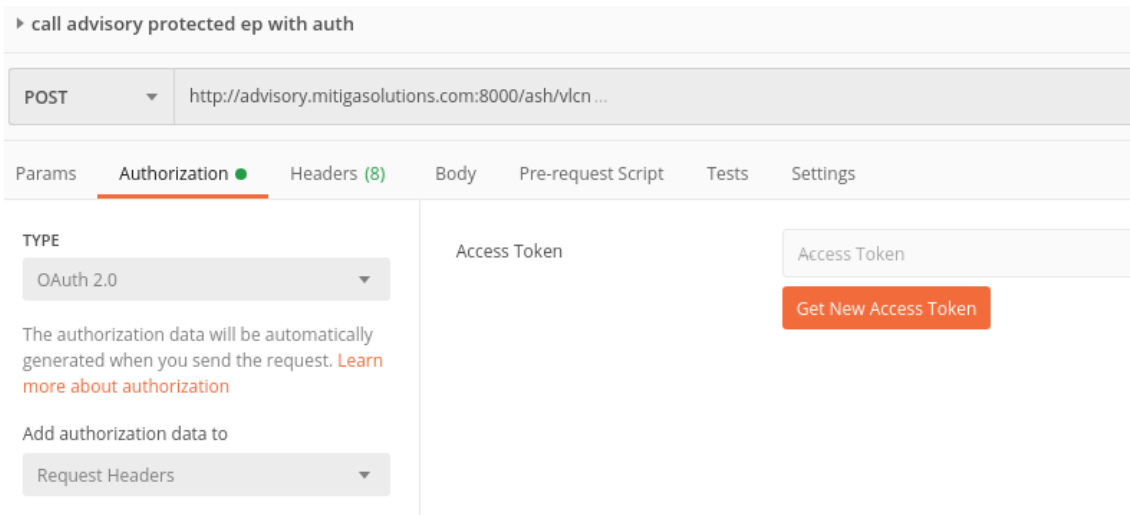 call advisory protected ep with auth
POST
http://advisory.mitigasolutions.com:8000/ash/vlcn ...
Params
Authorization
Headers (8)
Body
Pre-request Script
Tests
Settings
TYPE
OAuth 2.0
The authorization data will be automatically
generated when you send the request. Learn
more about authorization
Add authorization data to
Request Headers
Access Token
Access Token
Get New Access Token